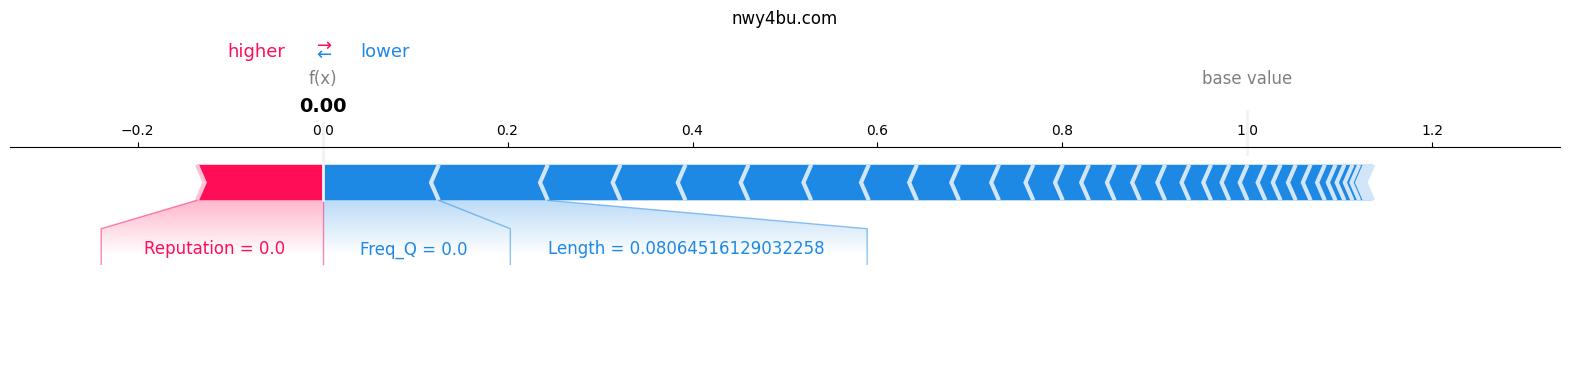 nwy4bu.com
higher → ← lower
f(x) base value
0.00
−0.2 0.0 0.2 0.4 0.6 0.8 1.0 1.2
Reputation = 0.0 Freq_Q = 0.0 Length = 0.08064516129032258